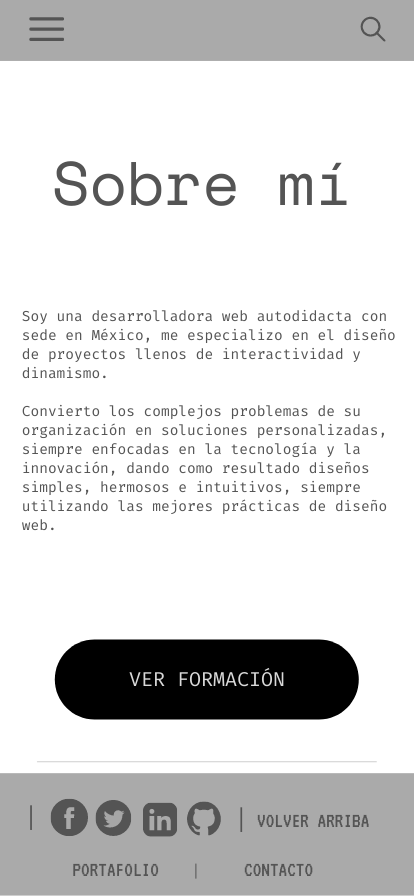 Sobre mí
Soy una desarrolladora web autodidacta con
sede en México, me especializo en el diseño
de proyectos llenos de interactividad y
dinamismo.
Convierto los complejos problemas de su
organización en soluciones personalizadas,
siempre enfocadas en la tecnología y la
innovación, dando como resultado diseños
simples, hermosos e intuitivos, siempre
utilizando las mejores prácticas de diseño
web.
VER FORMACIÓN
| | VOLVER ARRIBA
PORTAFOLIO | CONTACTO